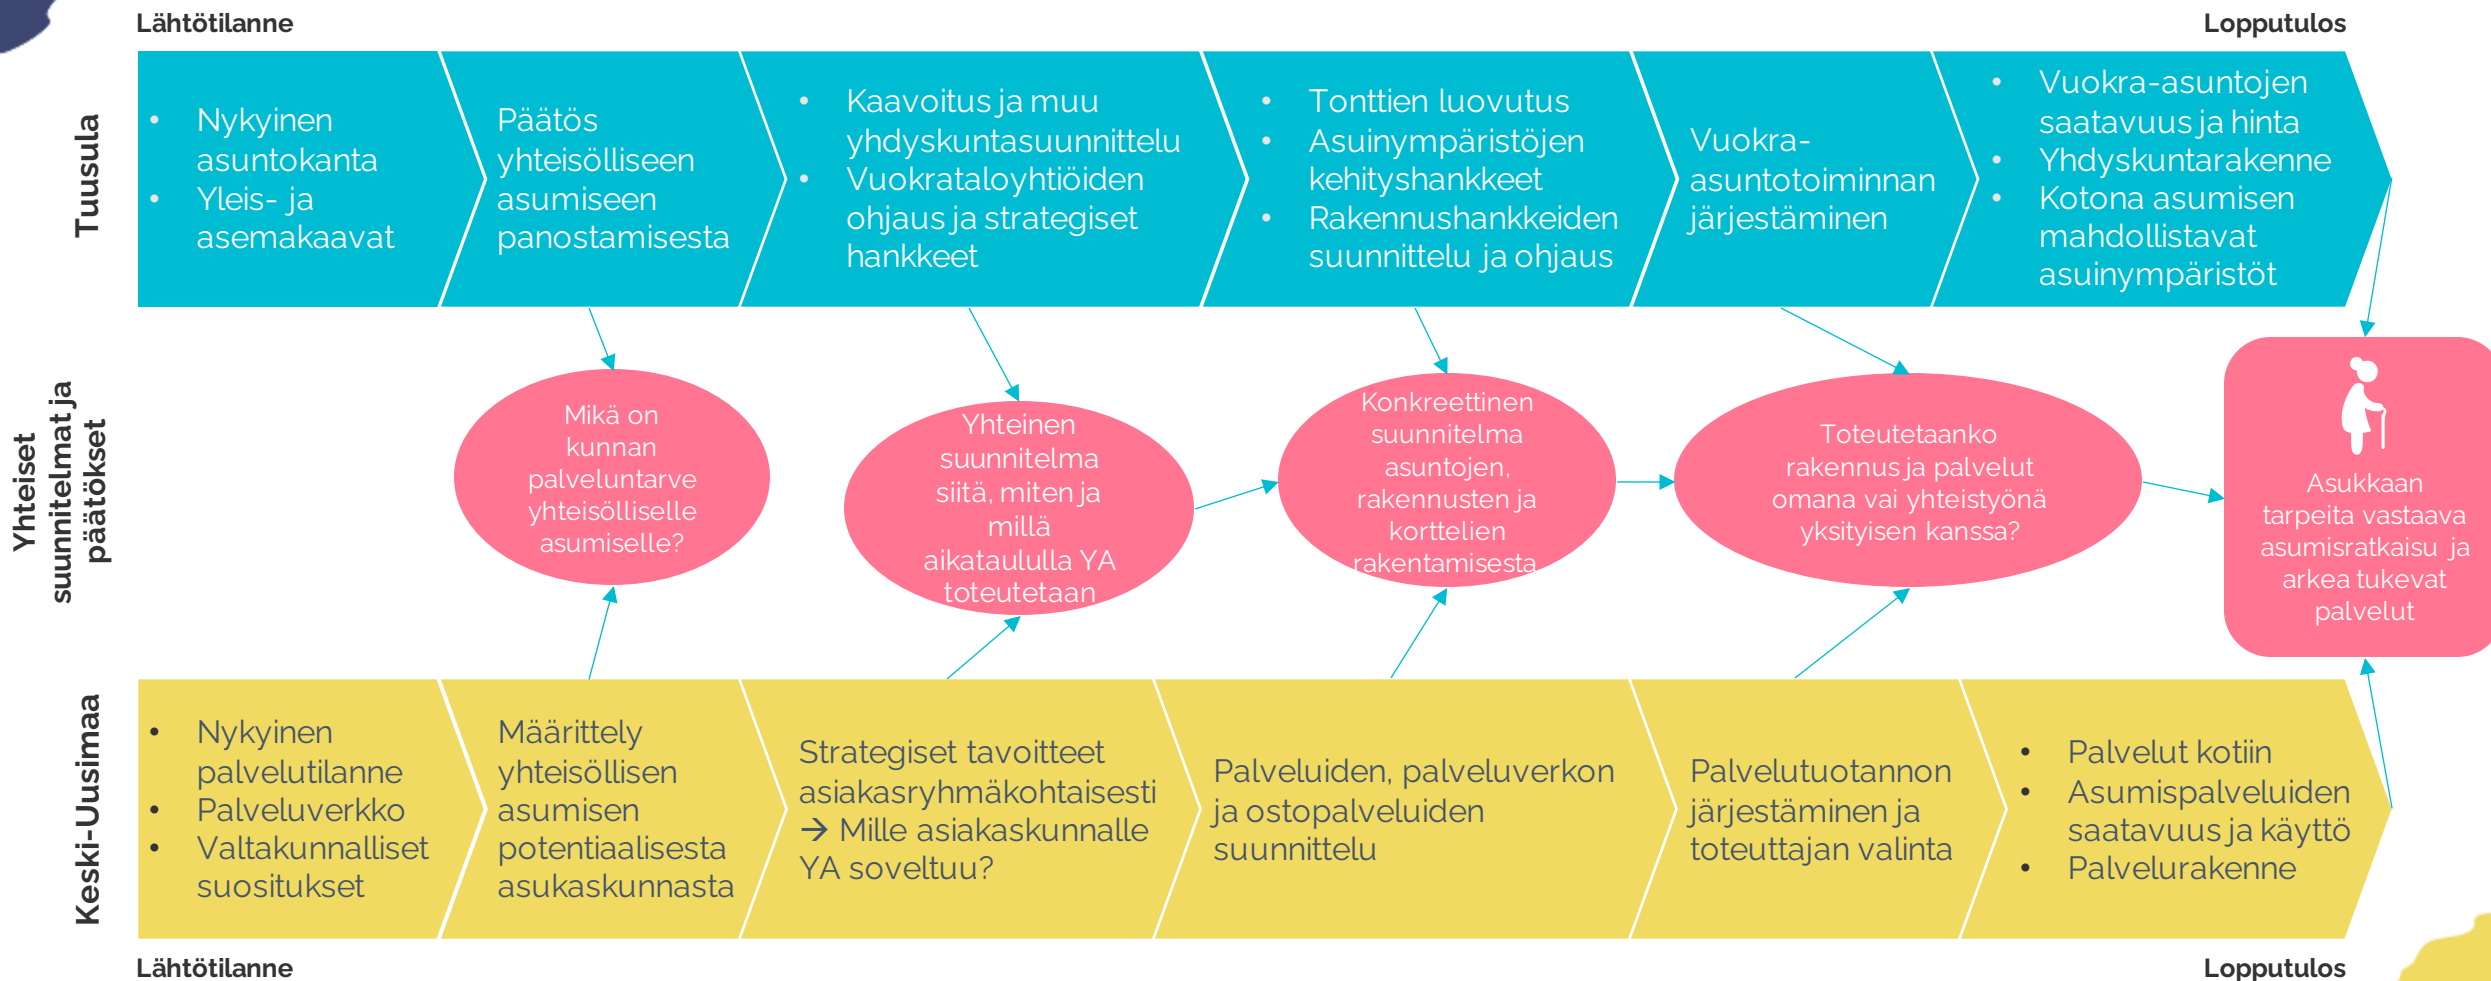 Lähtötilanne
Lopputulos
Tuusula
• Nykyinen
asuntokanta
• Yleis- ja
asemakaavat
Päätös
yhteisölliseen
asumiseen
panostamisesta
• Kaavoitus ja muu
yhdyskuntasuunnittelu
• Vuokrataloyhtiöiden
ohjaus ja strategiset
hankkeet
• Tonttien luovutus
• Asuinympäristöjen
kehityshankkeet
• Rakennushankkeiden
suunnittelu ja ohjaus
Vuokra-
asuntotoiminnan
järjestäminen
• Vuokra-asuntojen
saatavuus ja hinta
• Yhdyskuntarakenne
• Kotona asumisen
mahdollistavat
asuinympäristöt
Yhteiset
suunnitelmat ja
päätökset
Mikä on
kunnan
palveluntarve
yhteisölliselle
asumiselle?
Yhteinen
suunnitelma
siitä, miten ja
millä
aikataululla YA
toteutetaan
Konkreettinen
suunnitelma
asuntojen,
rakennusten ja
korttelien
rakentamisesta
Toteutetaanko
rakennus ja palvelut
omana vai yhteistyönä
yksityisen kanssa?
Asukkaan
tarpeita vastaava
asumisratkaisu ja
arkea tukevat
palvelut
Keski-Uusimaa
• Nykyinen
palvelutilanne
• Palveluverkko
• Valtakunnalliset
suositukset
Määrittely
yhteisöllisen
asumisen
potentiaalisesta
asukaskunnasta
Strategiset tavoitteet
asiakasryhmäkohtaisesti
→ Mille asiakaskunnalle
YA soveltuu?
Palveluiden, palveluverkon
ja ostopalveluiden
suunnittelu
Palvelutuotannon
järjestäminen ja
toteuttajan valinta
• Palvelut kotiin
• Asumispalveluiden
saatavuus ja käyttö
• Palvelurakenne
Lähtötilanne
Lopputulos